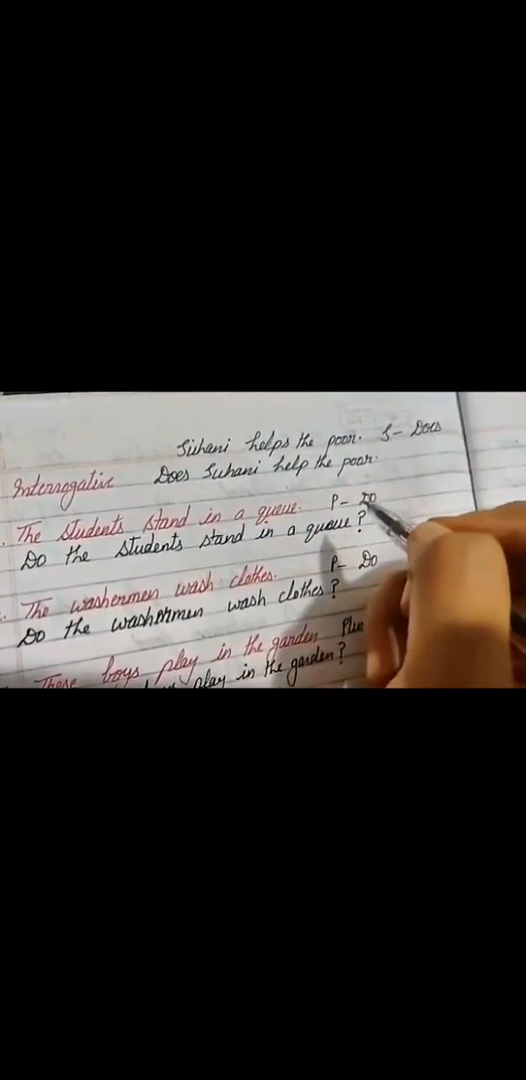 Suhani helps the poor. S- Does
Interrogative Does Suhani help the poor.
The students stand in a queue. P- DO
Do the students stand in a queue?
The washermen wash clothes. P- Do
Do the washermen wash clothes?
These boys play in the garden Plu
play in the garden?